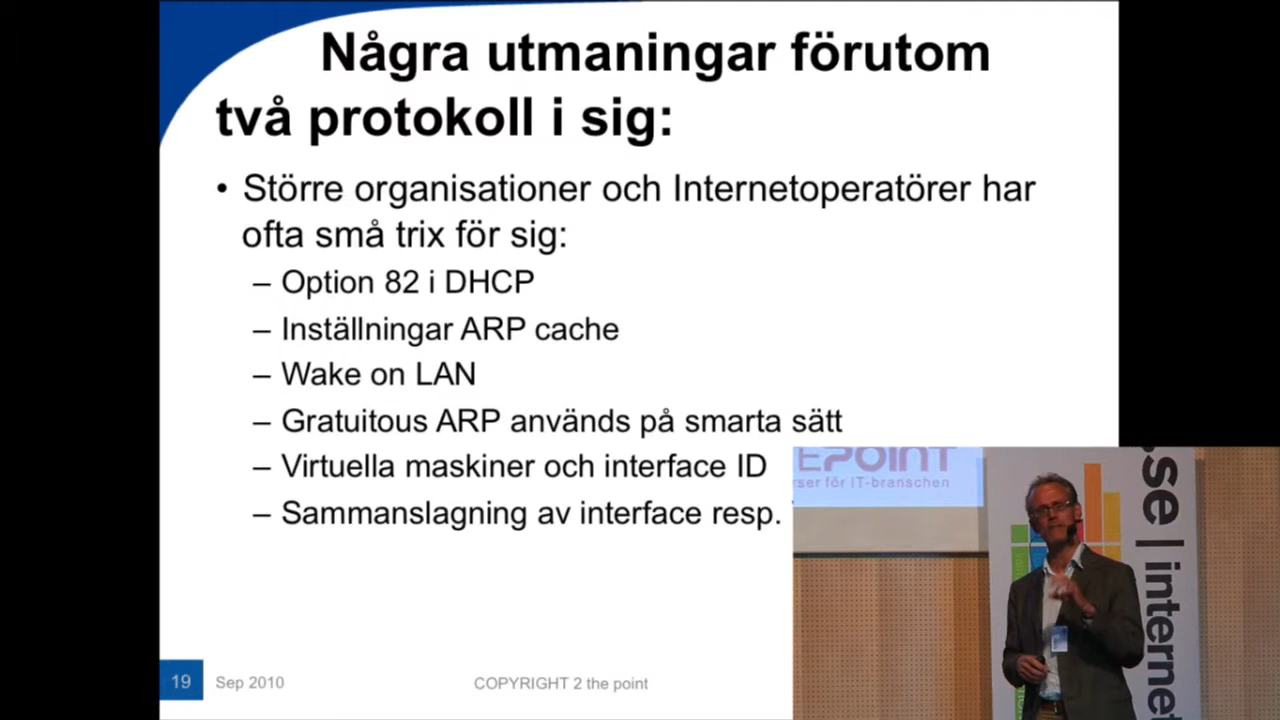 Några utmaningar förutom
två protokoll i sig:
• Större organisationer och Internetoperatörer har
ofta små trix för sig:
– Option 82 i DHCP
– Inställningar ARP cache
– Wake on LAN
– Gratuitous ARP används på smarta sätt
– Virtuella maskiner och interface ID
– Sammanslagning av interface resp.
19
Sep 2010
COPYRIGHT 2 the point
EPOINT
rser för IT-branschen
.se | internet